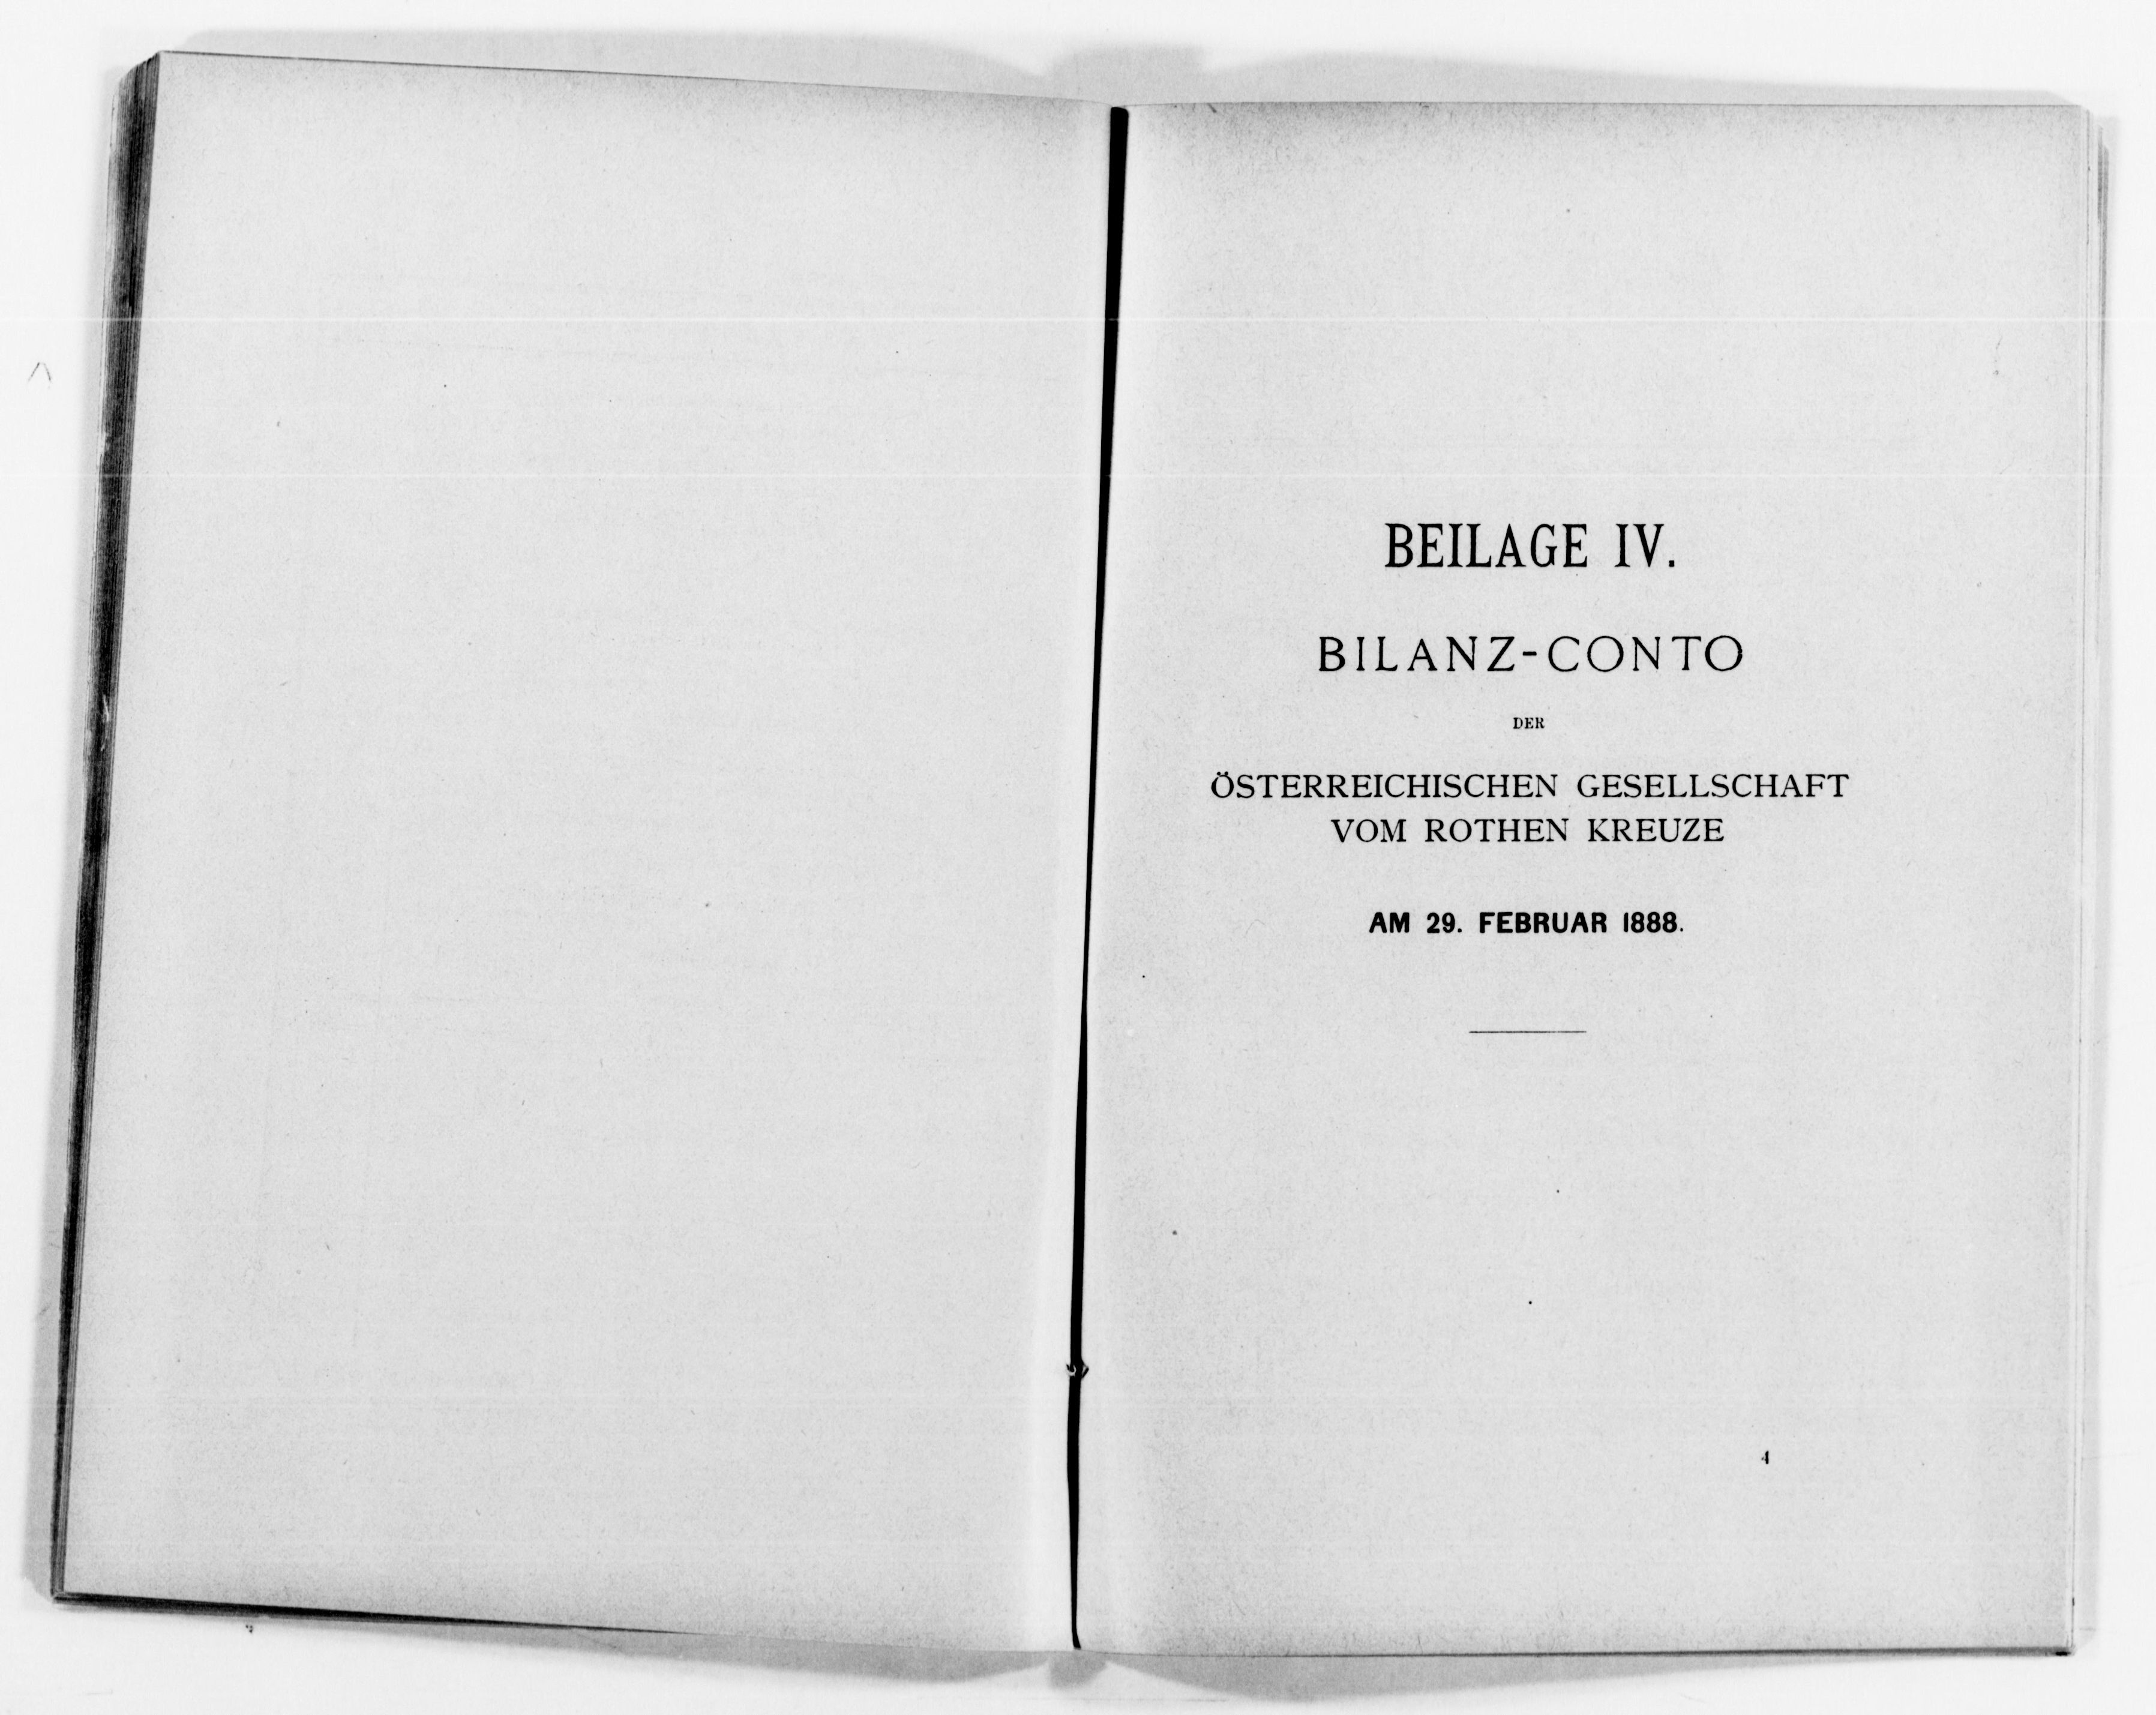 BEILAGE IV.
BILANZ-CONTO
DER
ÖSTERREICHISCHEN GESELLSCHAFT
VOM ROTHEN KREUZE
AM 29. FEBRUAR 1888.
4